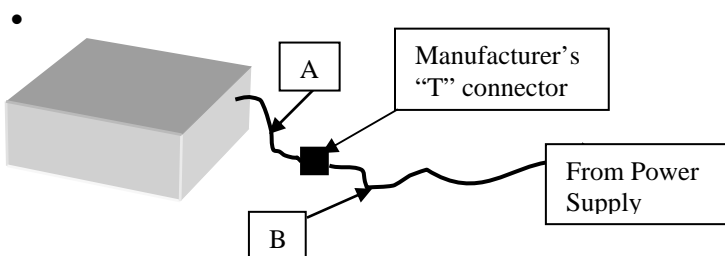 •
A
Manufacturer’s
“T” connector
From Power
Supply
B